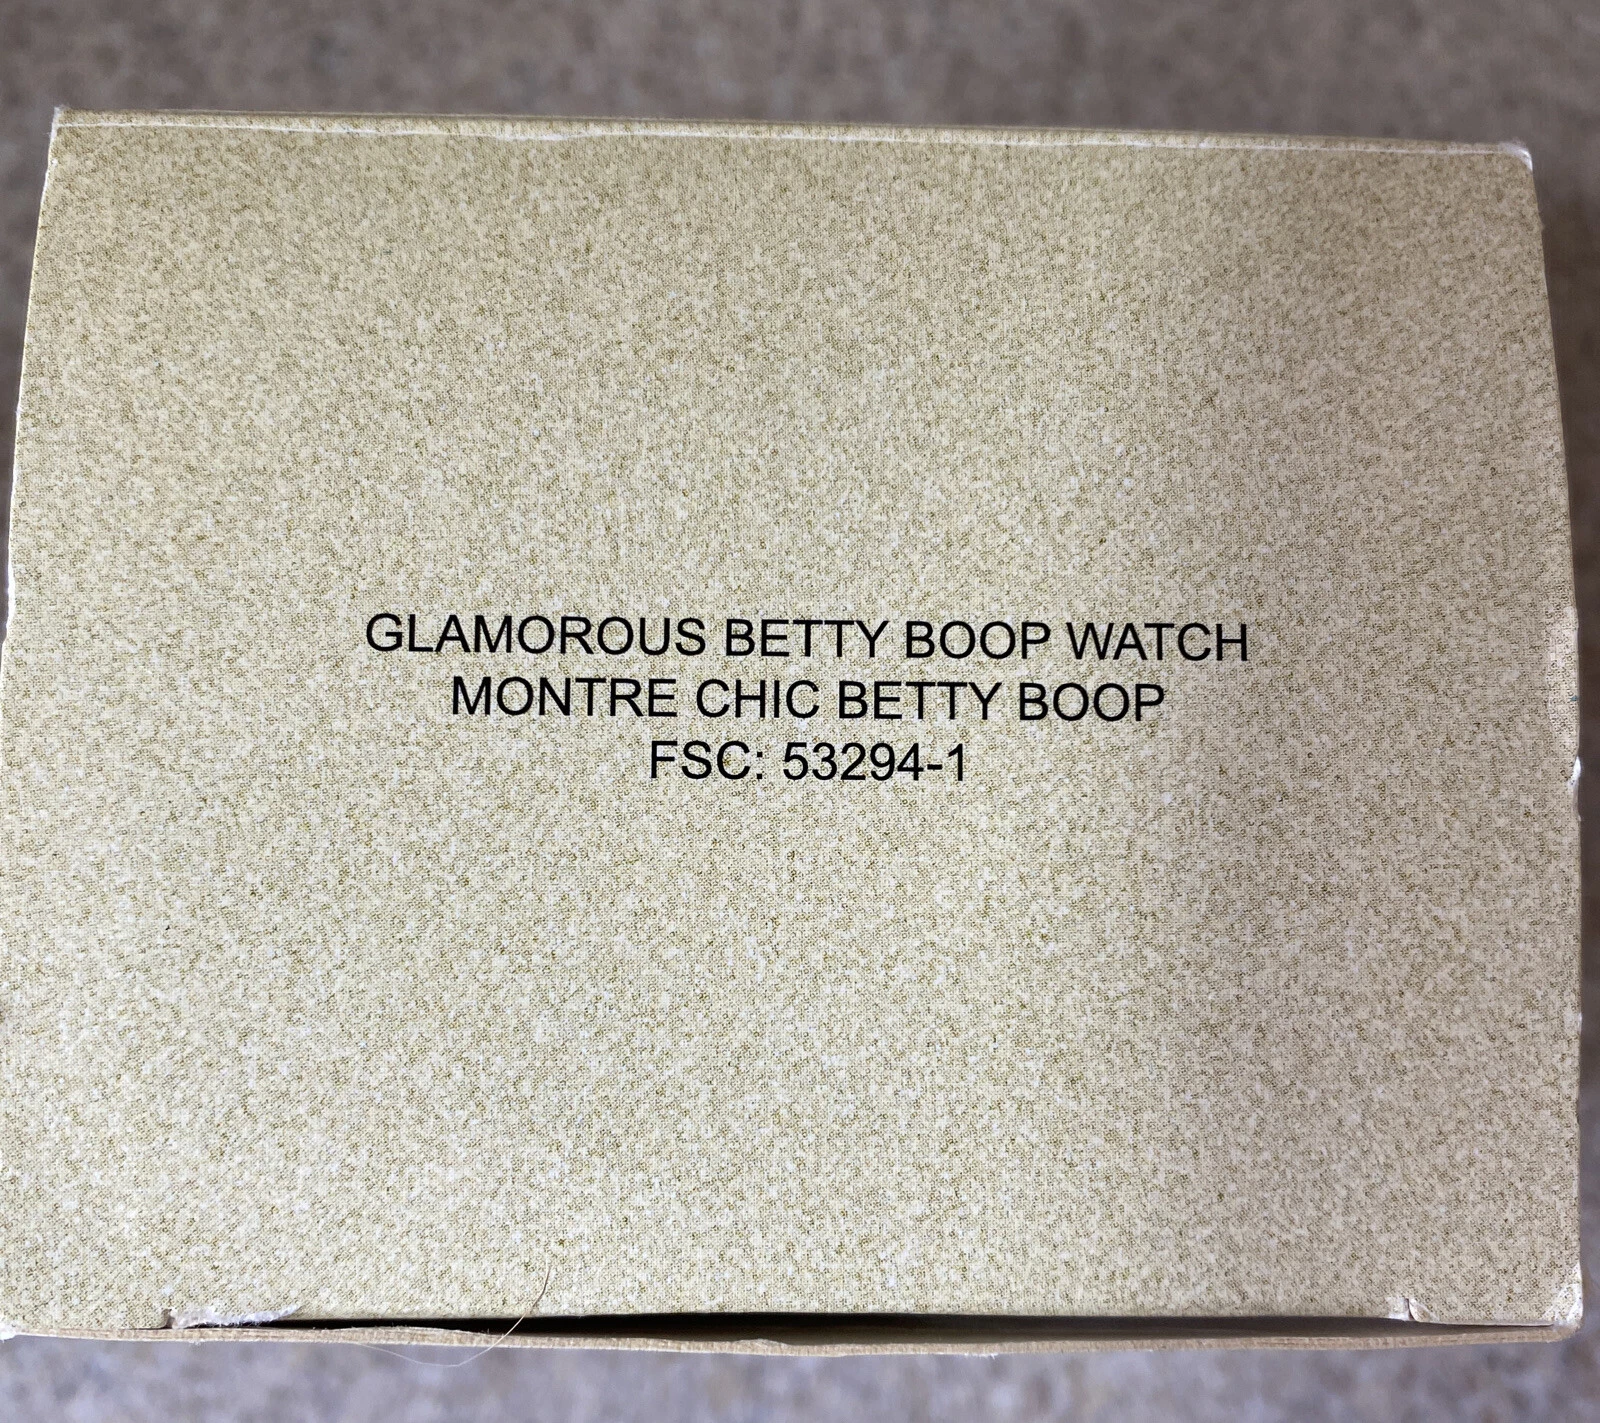 GLAMOROUS BETTY BOOP WATCH
MONTRE CHIC BETTY BOOP
FSC: 53294-1